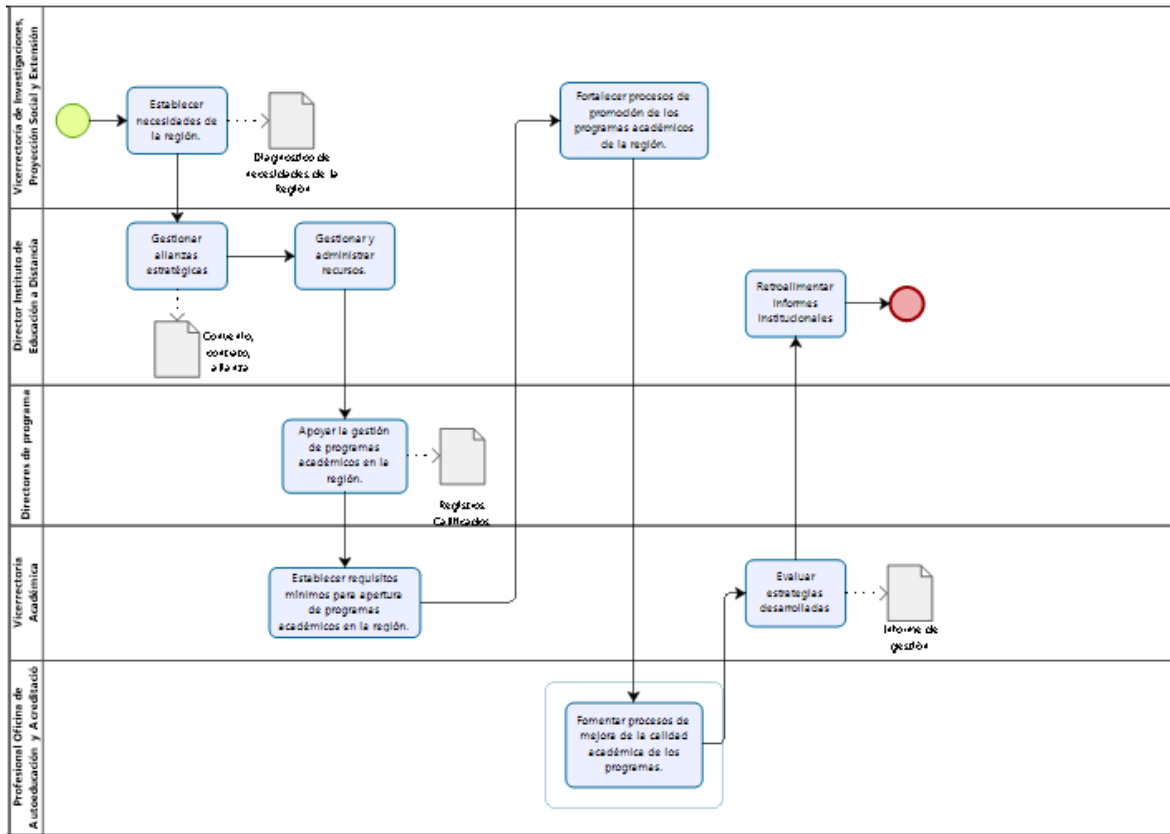 Vicerrectoría de Investigaciones,
Proyección Social y Extensión
Establecer
necesidades de
la región.
Diagnostico de
necesidades de la
Región
Fortalecer procesos de
promoción de los
programas académicos
de la región.
Director Instituto de
Educación a Distancia
Gestionar
alianzas
estratégicas
Gestionar y
administrar
recursos.
Convenio,
contrato,
alianza
Retroalimentar
informes
institucionales
Directores de programa
Apoyar la gestión
de programas
académicos en la
región.
Registros
Calificados
Vicerrectoría
Académica
Establecer requisitos
mínimos para apertura
de programas
académicos en la región.
Evaluar
estrategias
desarrolladas
Informe de
gestión
Profesional Oficina de
Autoeducación y Acreditació
Fomentar procesos de
mejora de la calidad
académica de los
programas.